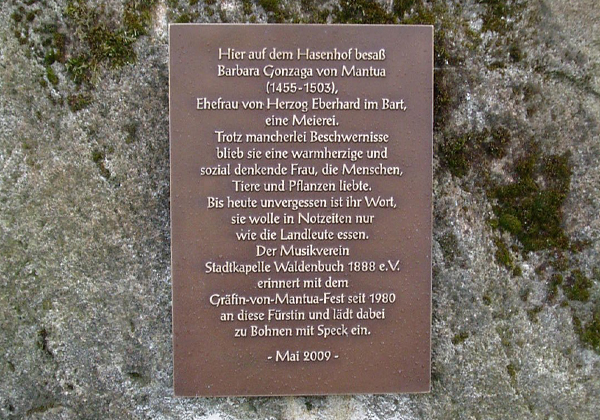 Hier auf dem Hasenhof besaß
Barbara Gonzaga von Mantua
(1455-1503),
Ehefrau von Herzog Eberhard im Bart,
eine Meierei.
Trotz mancherlei Beschwernisse
blieb sie eine warmherzige und
sozial denkende Frau, die Menschen,
Tiere und Pflanzen liebte.
Bis heute unvergessen ist ihr Wort,
sie wolle in Notzeiten nur
wie die Landleute essen.
Der Musikverein
Stadtkapelle Waldenbuch 1888 e.V.
erinnert mit dem
Gräfin-von-Mantua-Fest seit 1980
an diese Fürstin und lädt dabei
zu Bohnen mit Speck ein.
- Mai 2009 -